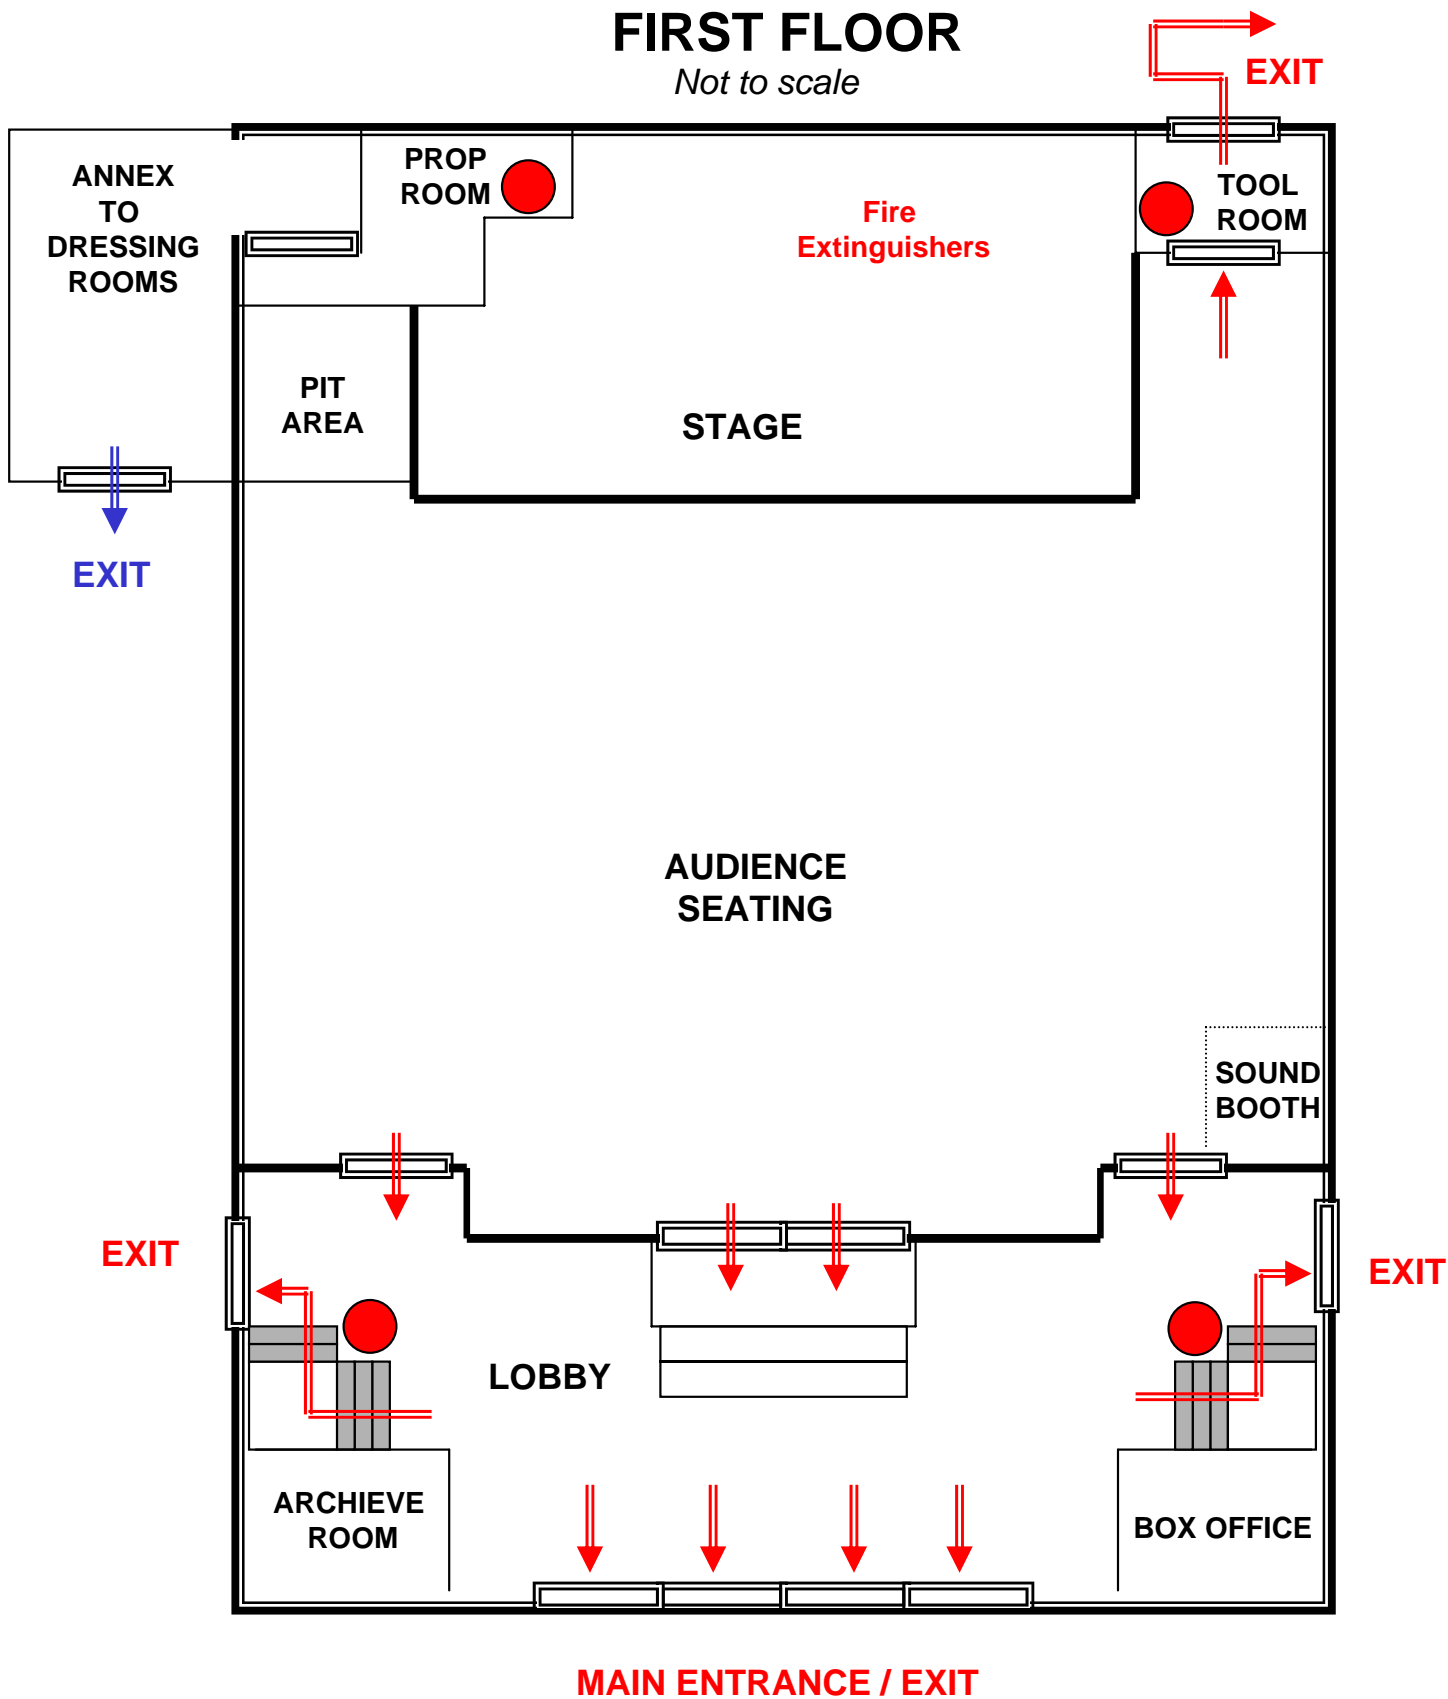 FIRST FLOOR
Not to scale
EXIT
ANNEX
TO
DRESSING
ROOMS
PROP
ROOM
Fire
Extinguishers
TOOL
ROOM
PIT
AREA
STAGE
EXIT
AUDIENCE
SEATING
SOUND
BOOTH
EXIT
EXIT
LOBBY
ARCHIEVE
ROOM
BOX OFFICE
MAIN ENTRANCE / EXIT